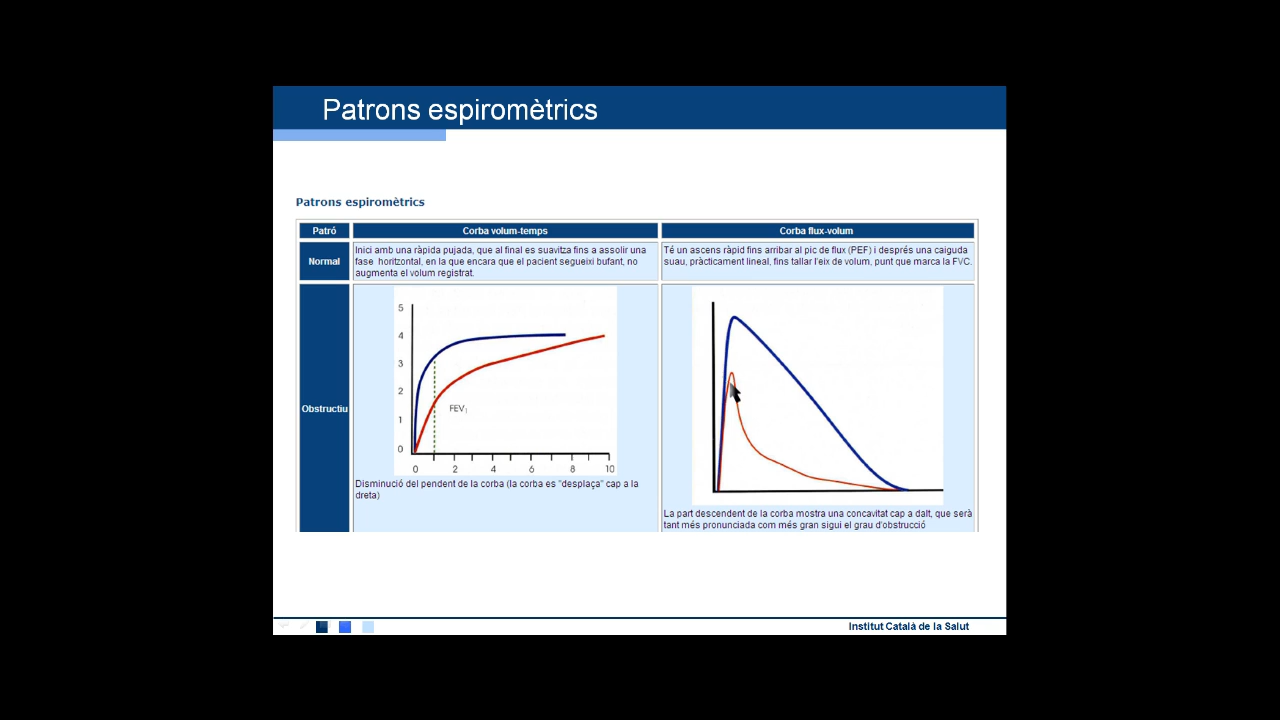 Patrons espiromètrics
Patrons espiromètrics
Patró
Corba volum-temps
Corba flux-volum
Normal
Inici amb una ràpida pujada, que al final es suavitza fins a assolir una
fase horitzontal, en la que encara que el pacient segueixi bufant, no
augmenta el volum registrat.
Té un ascens ràpid fins arribar al pic de flux (PEF) i després una caiguda
suau, pràcticament lineal, fins tallar l'eix de volum, punt que marca la FVC.
Obstructiu
5
4
3
2
1
0
FEV1
0 2 4 6 8 10
Disminució del pendent de la corba (la corba es "desplaça" cap a la
dreta)
La part descendent de la corba mostra una concavitat cap a dalt, que serà
tant més pronunciada com més gran sigui el grau d'obstrucció
Institut Català de la Salut